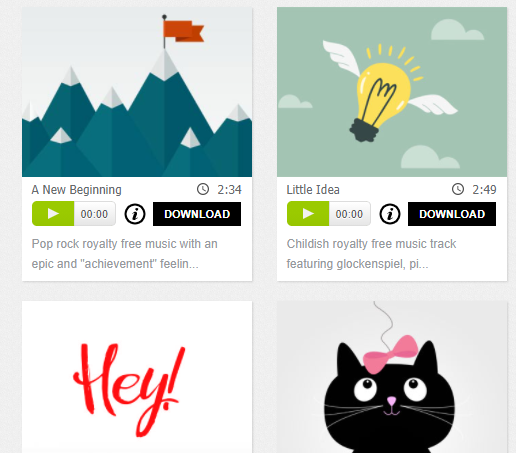 A New Beginning 2:34
00:00 i DOWNLOAD
Pop rock royalty free music with an
epic and "achievement" feelin...
Little Idea 2:49
00:00 i DOWNLOAD
Childish royalty free music track
featuring glockenspiel, pi...
Hey!